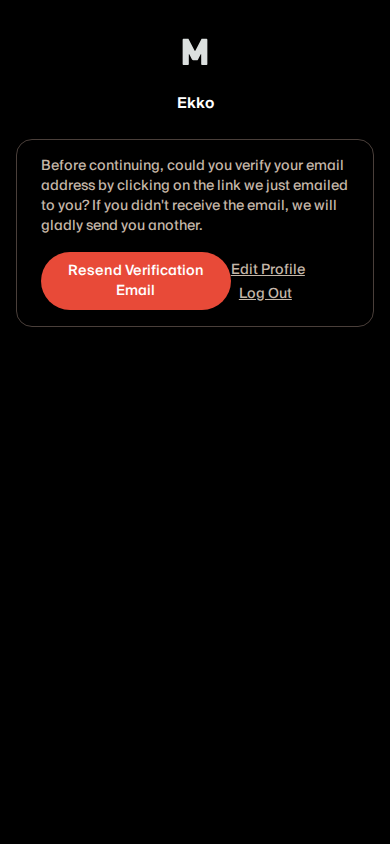 M
Ekko
Before continuing, could you verify your email
address by clicking on the link we just emailed
to you? If you didn't receive the email, we will
gladly send you another.
Resend Verification
Email
Edit Profile
Log Out